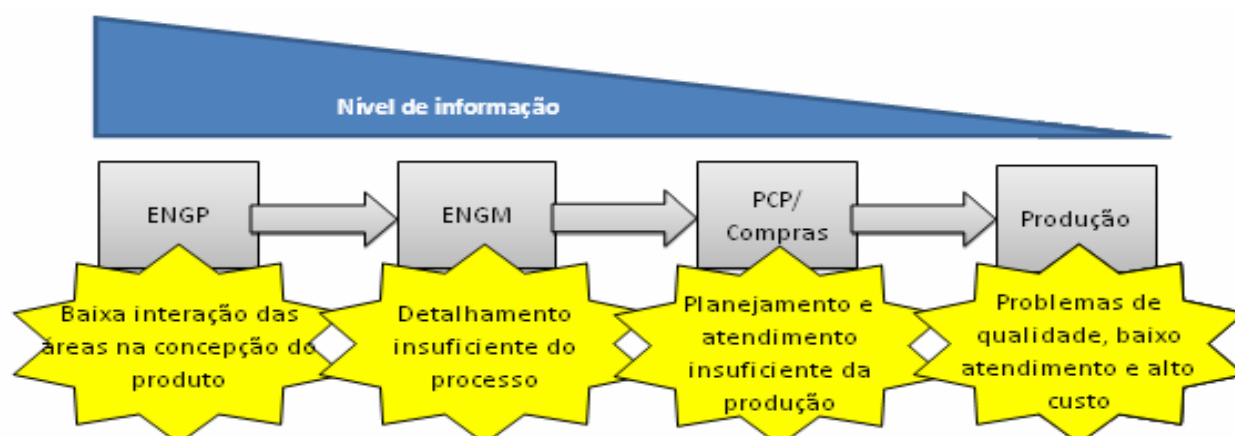 Nível de informação
ENGP
ENGM
PCP/
Compras
Produção
Baixa interação das
áreas na concepção do
produto
Detalhamento
insuficiente do
processo
Planejamento e
atendimento
insuficiente da
produção
Problemas de
qualidade, baixo
atendimento e alto
custo